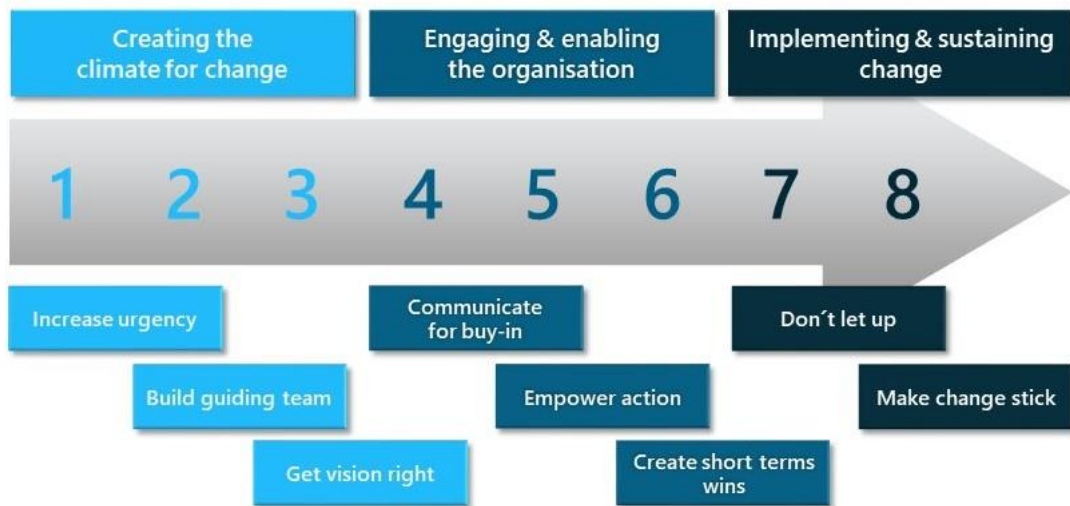 Creating the
climate for change
Engaging & enabling
the organisation
Implementing & sustaining
change
1 2 3 4 5 6 7 8
Increase urgency
Build guiding team
Get vision right
Communicate
for buy-in
Empower action
Create short terms
wins
Don´t let up
Make change stick